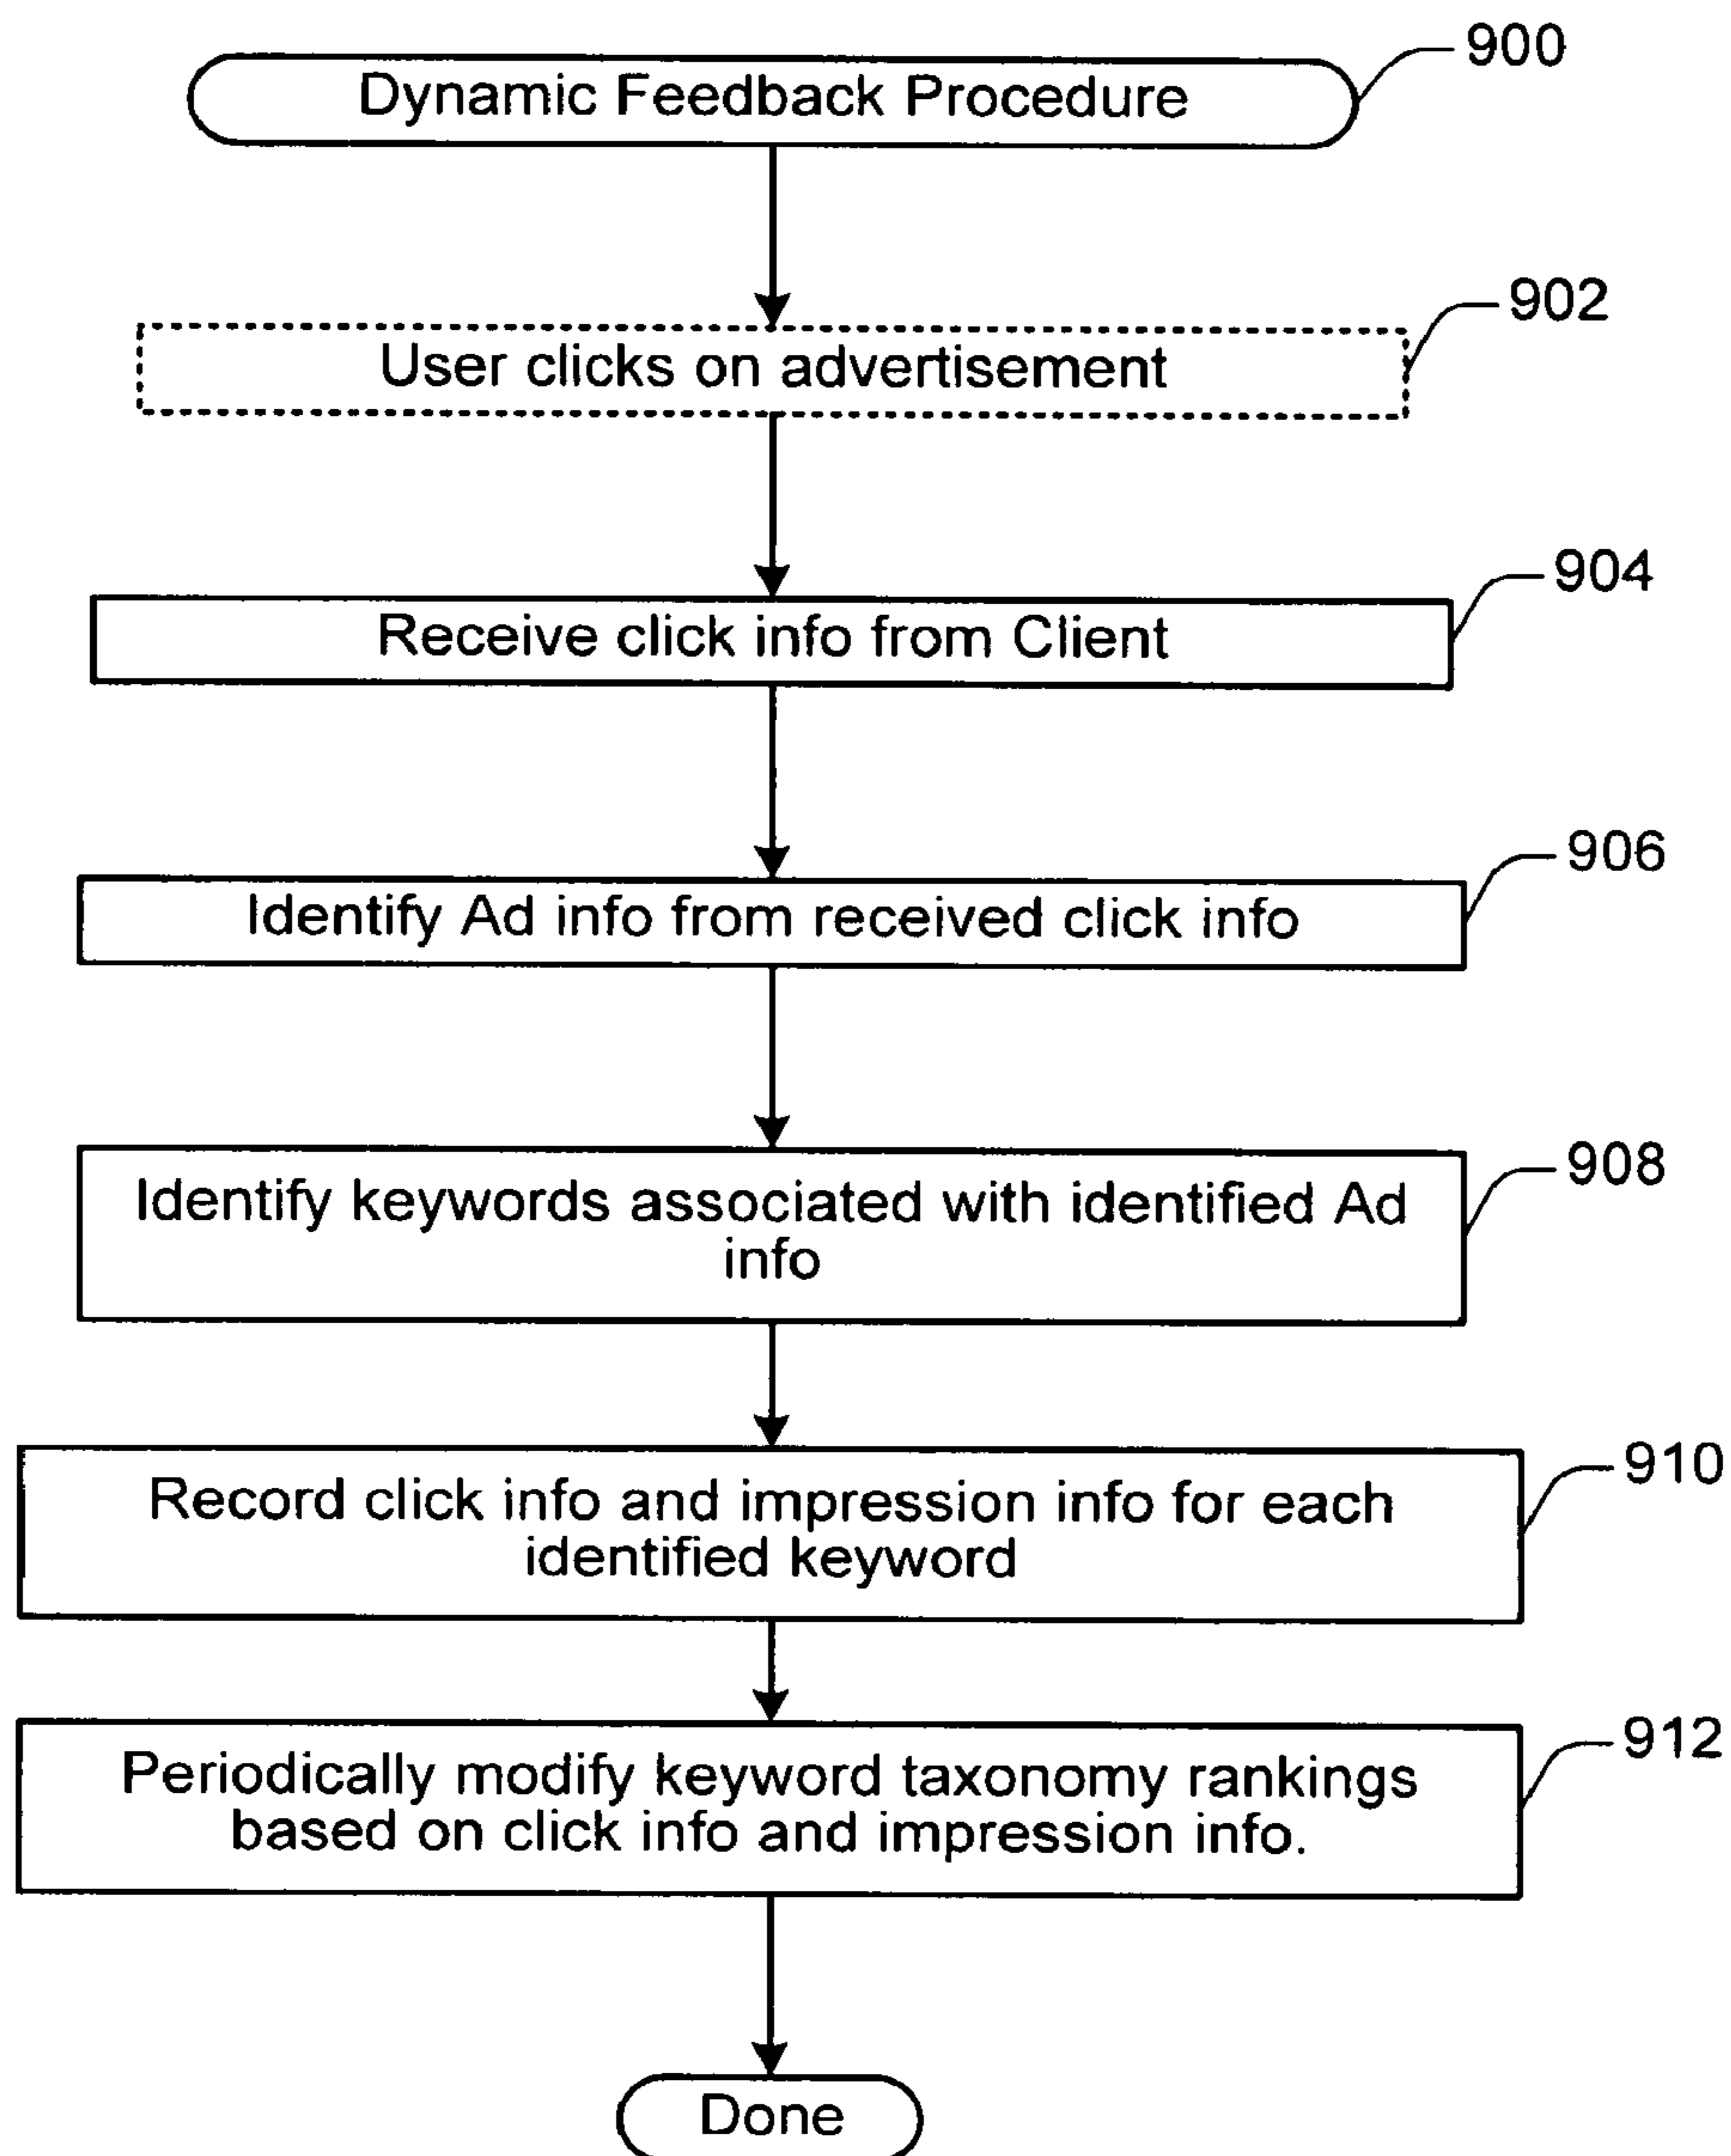 900
Dynamic Feedback Procedure
902
User clicks on advertisement
904
Receive click info from Client
906
Identify Ad info from received click info
908
Identify keywords associated with identified Ad
info
910
Record click info and impression info for each
identified keyword
912
Periodically modify keyword taxonomy rankings
based on click info and impression info.
Done